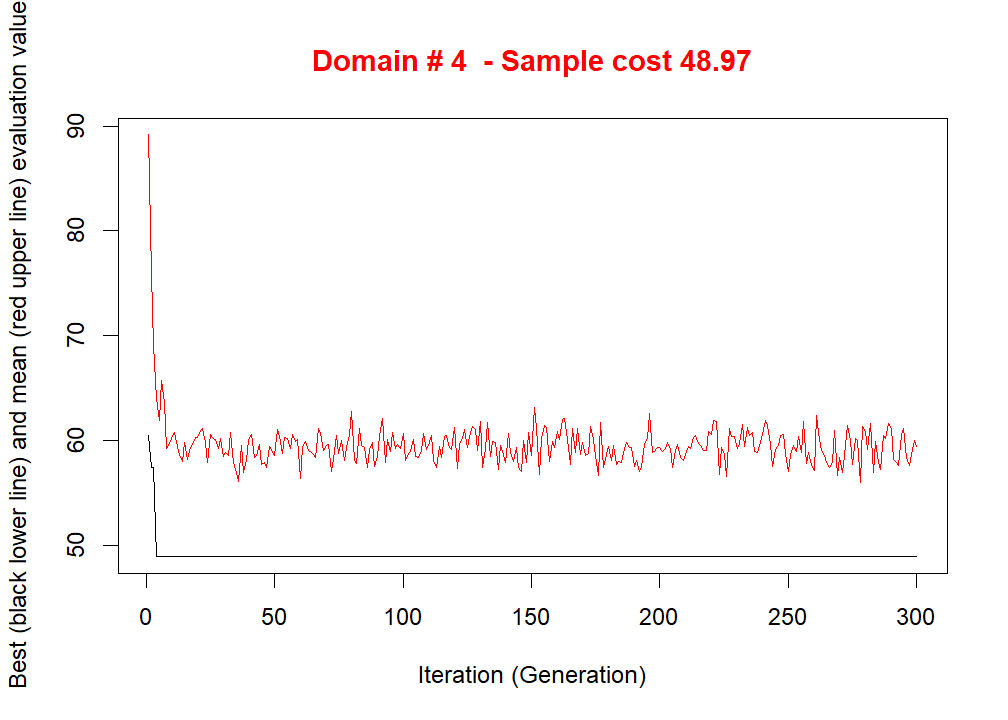 Domain # 4  - Sample cost 48.97
Best (black lower line) and mean (red upper line) evaluation value
90
80
70
60
50
0 50 100 150 200 250 300
Iteration (Generation)